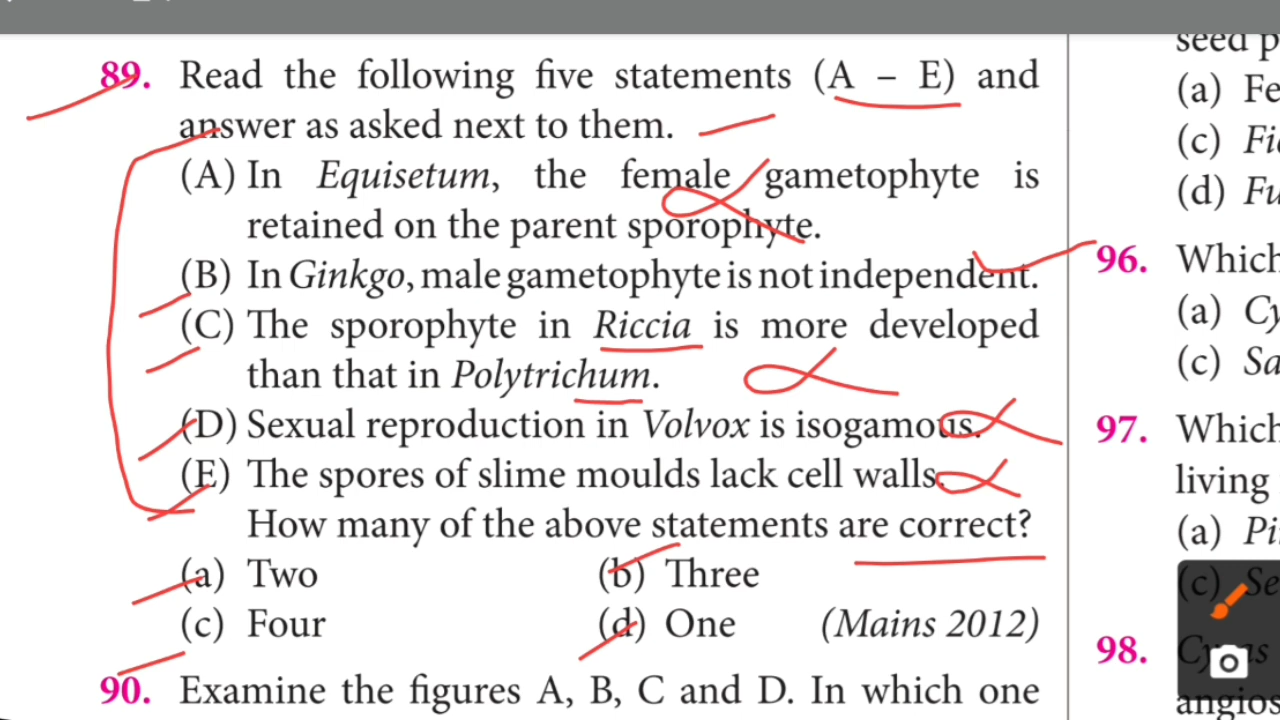 89. Read the following five statements (A – E) and
answer as asked next to them.
(A) In Equisetum, the female gametophyte is
retained on the parent sporophyte.
(B) In Ginkgo, male gametophyte is not independent.
(C) The sporophyte in Riccia is more developed
than that in Polytrichum.
(D) Sexual reproduction in Volvox is isogamous.
(E) The spores of slime moulds lack cell walls.
How many of the above statements are correct?
(a) Two (b) Three
(c) Four (d) One (Mains 2012)
90. Examine the figures A, B, C and D. In which one
seed p
(a) Fe
(c) Fi
(d) Fu
96. Which
(a) Cy
(c) Sa
97. Which
living
(a) Pi
(c) Se
98.
angios